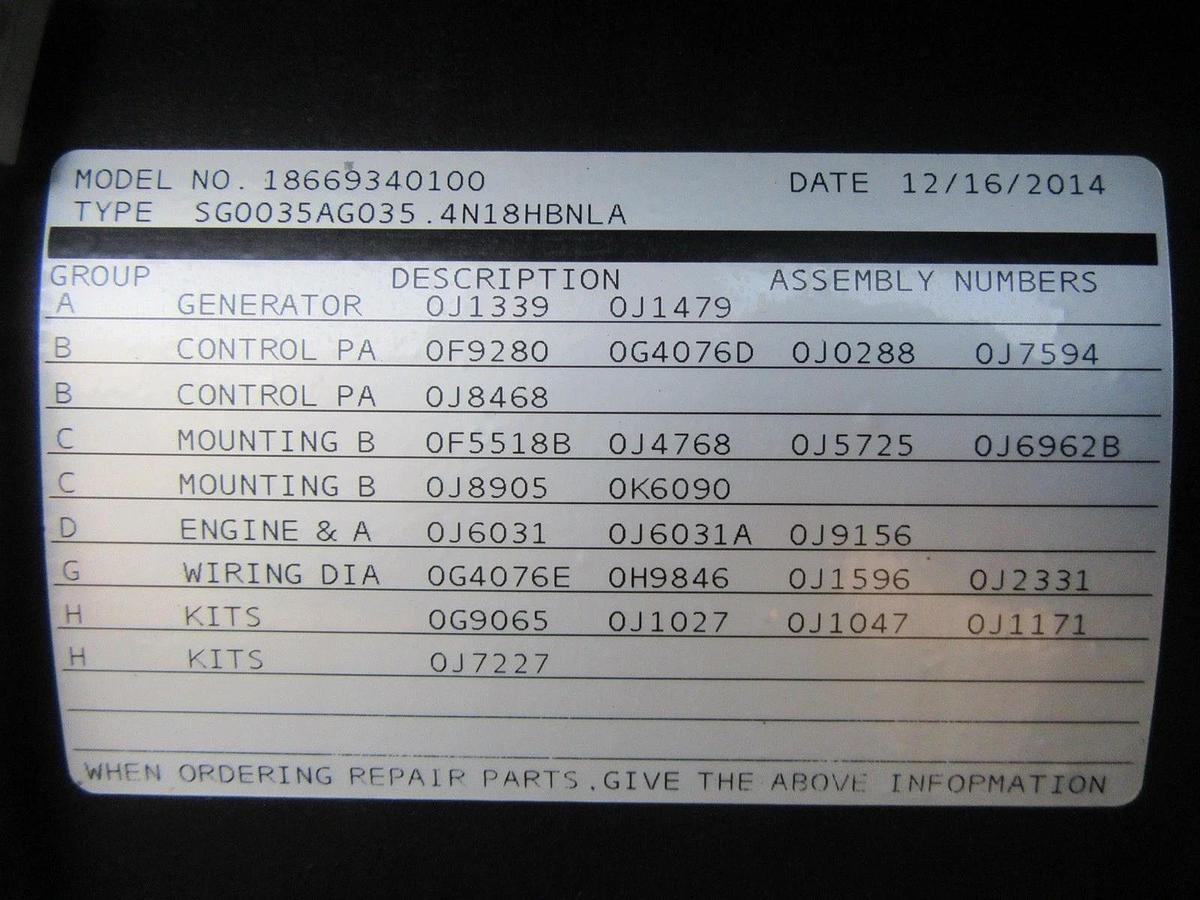 MODEL NO. 18669340100 DATE 12/16/2014
TYPE SG0035AG035.4N18HBNLA
GROUP DESCRIPTION ASSEMBLY NUMBERS
A GENERATOR 0J1339 0J1479
B CONTROL PA 0F9280 0G4076D 0J0288 0J7594
B CONTROL PA 0J8468
C MOUNTING B 0F5518B 0J4768 0J5725 0J6962B
C MOUNTING B 0J8905 0K6090
D ENGINE & A 0J6031 0J6031A 0J9156
G WIRING DIA 0G4076E 0H9846 0J1596 0J2331
H KITS 0G9065 0J1027 0J1047 0J1171
H KITS 0J7227
WHEN ORDERING REPAIR PARTS.GIVE THE ABOVE INFORMATION